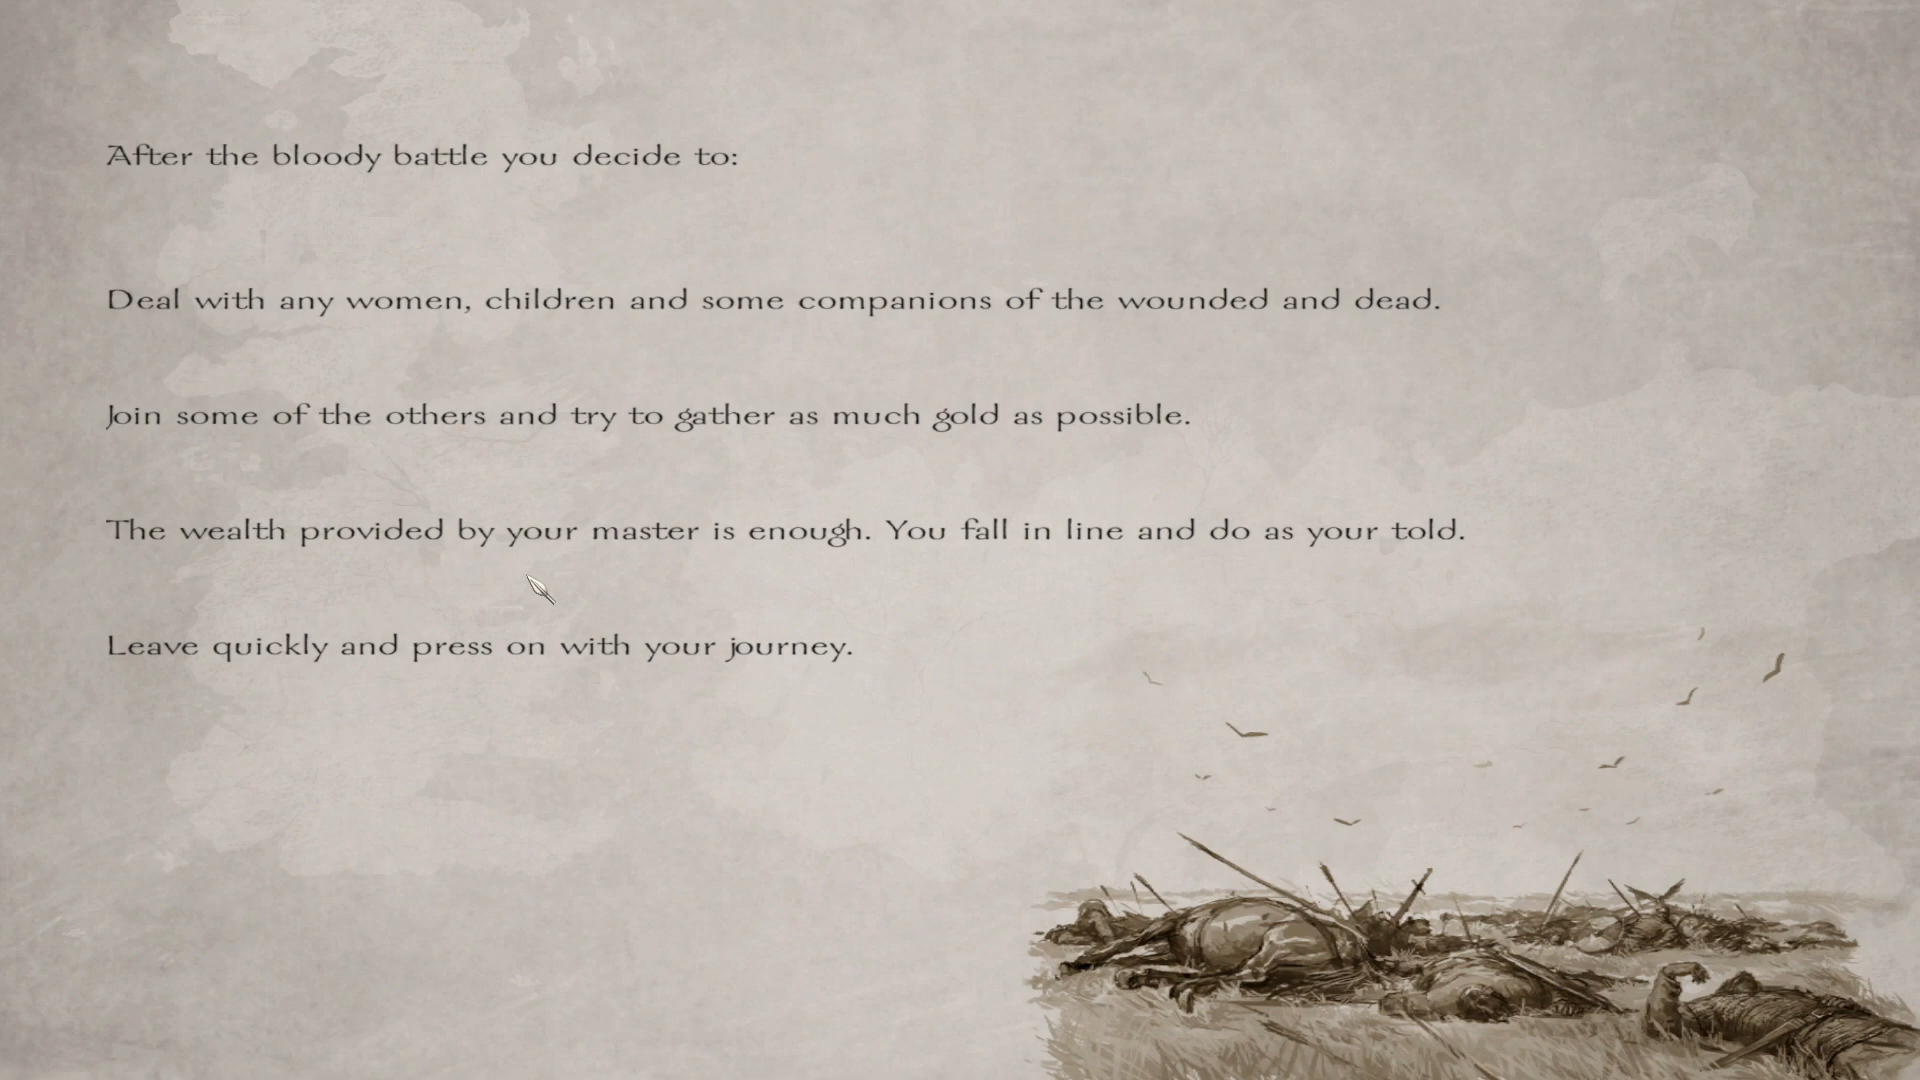 After the bloody battle you decide to:
Deal with any women, children and some companions of the wounded and dead.
Join some of the others and try to gather as much gold as possible.
The wealth provided by your master is enough. You fall in line and do as your told.
Leave quickly and press on with your journey.